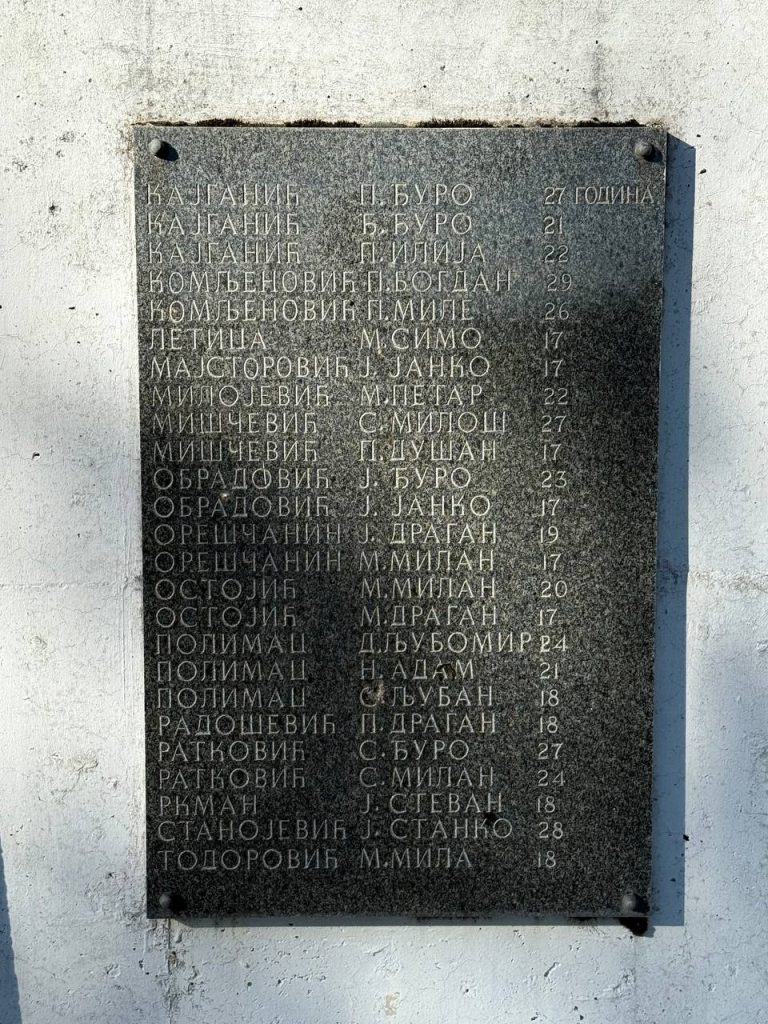 КАЈГАНИЋ П. ЂУРО 27 ГОДИНА
КАЈГАНИЋ Ђ. ЂУРО 21
КАЈГАНИЋ П. ИЛИЈА 22
КОМЉЕНОВИЋ П. БОГДАН 29
КОМЉЕНОВИЋ П. МИЛЕ 26
ЛЕТИЦА М. СИМО 17
МАЈСТОРОВИЋ Ј. ЈАНКО 17
МИЛОЈЕВИЋ М. ПЕТАР 22
МИШЧЕВИЋ С. МИЛОШ 27
МИШЧЕВИЋ П. ДУШАН 17
ОБРАДОВИЋ Ј. ЂУРО 23
ОБРАДОВИЋ Ј. ЈАНКО 17
ОРЕШЧАНИН Ј. ДРАГАН 19
ОРЕШЧАНИН М. МИЛАН 17
ОСТОЈИЋ М. МИЛАН 20
ОСТОЈИЋ М. ДРАГАН 17
ПОЛИМАЦ Д. ЉУБОМИР 24
ПОЛИМАЦ Н. АДАМ 21
ПОЛИМАЦ ЉУБАН 18
РАДОШЕВИЋ П. ДРАГАН 18
РАТКОВИЋ С. ЂУРО 27
РАТКОВИЋ С. МИЛАН 24
РКМАН Ј. СТЕВАН 18
СТАНОЈЕВИЋ Ј. СТАНКО 28
ТОДОРОВИЋ М. МИЛА 18